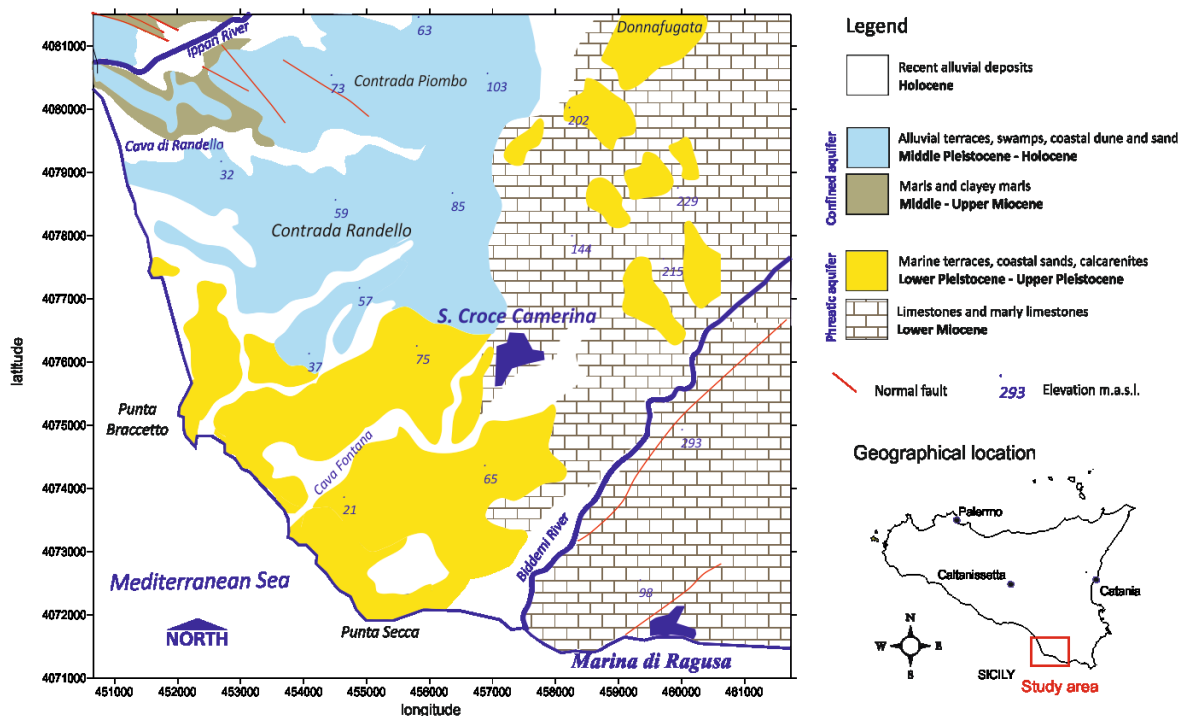 4081000
4080000
4079000
4078000
4077000
4076000
4075000
4074000
4073000
4072000
4071000
latitude
451000
452000
453000
454000
455000
456000
457000
458000
459000
460000
461000
longitude
Ippari River
63
Donnafugata
Contrada Piombo
73
103
202
Cava di Randello
32
59
85
229
Contrada Randello
144
215
57
S. Croce Camerina
37
75
Punta
Braccetto
293
Cava Fontana
65
21
Biddemi River
Mediterranean Sea
98
NORTH
Punta Secca
Marina di Ragusa
Legend
Recent alluvial deposits
Holocene
Confined aquifer
Alluvial terraces, swamps, coastal dune and sand
Middle Pleistocene - Holocene
Marls and clayey marls
Middle - Upper Miocene
Phreatic aquifer
Marine terraces, coastal sands, calcarenites
Lower Pleistocene - Upper Pleistocene
Limestones and marly limestones
Lower Miocene
Normal fault
293
Elevation m.a.s.l.
Geographical location
Palermo
Caltanissetta
Catania
N
W
E
S
SICILY
Study area